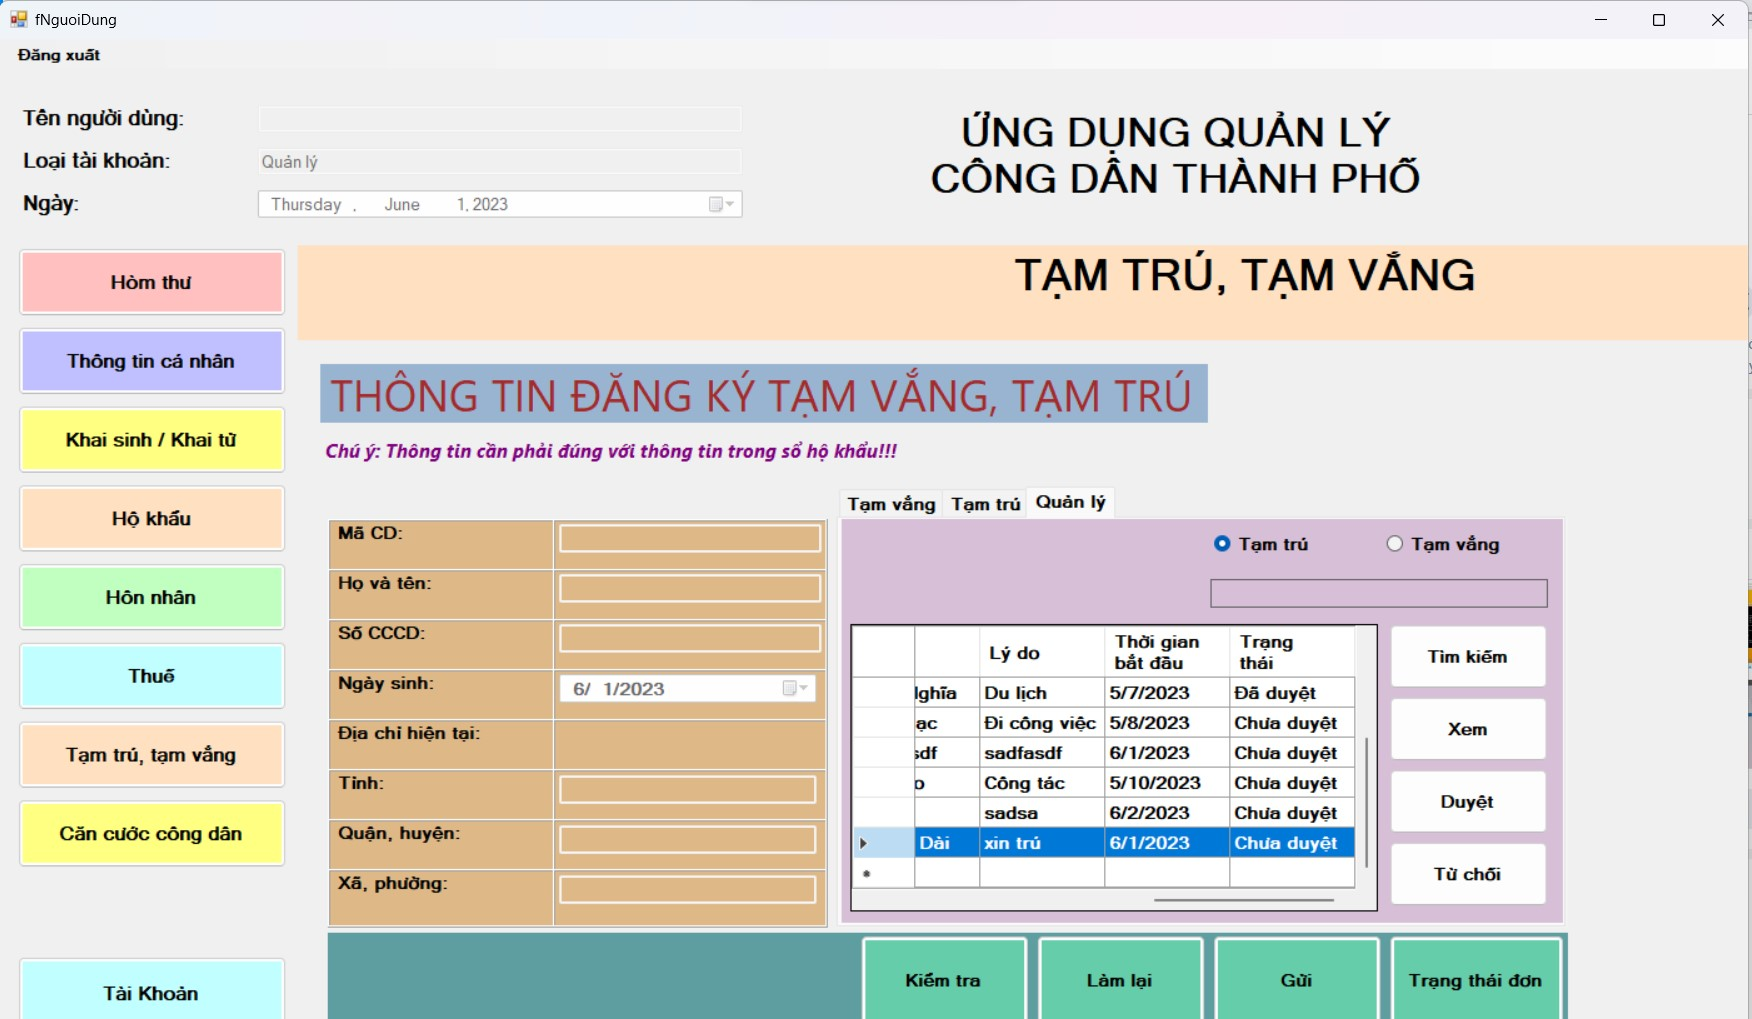 fNguoiDung
Đăng xuất
Tên người dùng:
Loại tài khoản: Quản lý
Ngày: Thursday , June 1, 2023
ỨNG DỤNG QUẢN LÝ
CÔNG DÂN THÀNH PHỐ
Hòm thư
Thông tin cá nhân
Khai sinh / Khai tử
Hộ khẩu
Hôn nhân
Thuế
Tạm trú, tạm vắng
Căn cước công dân
Tài Khoản
TẠM TRÚ, TẠM VẮNG
THÔNG TIN ĐĂNG KÝ TẠM VẮNG, TẠM TRÚ
Chú ý: Thông tin cần phải đúng với thông tin trong sổ hộ khẩu!!!
Mã CD:
Họ và tên:
Số CCCD:
Ngày sinh: 6/ 1/2023
Địa chỉ hiện tại:
Tỉnh:
Quận, huyện:
Xã, phường:
Tạm vắng Tạm trú Quản lý
Tạm trú Tạm vắng
Lý do Thời gian bắt đầu Trạng thái
Du lịch 5/7/2023 Đã duyệt
ạc Đi công việc 5/8/2023 Chưa duyệt
sdf sadfasdf 6/1/2023 Chưa duyệt
o Công tác 5/10/2023 Chưa duyệt
sadsa 6/2/2023 Chưa duyệt
Dài xin trú 6/1/2023 Chưa duyệt
Tìm kiếm
Xem
Duyệt
Từ chối
Kiểm tra Làm lại Gửi Trạng thái đơn